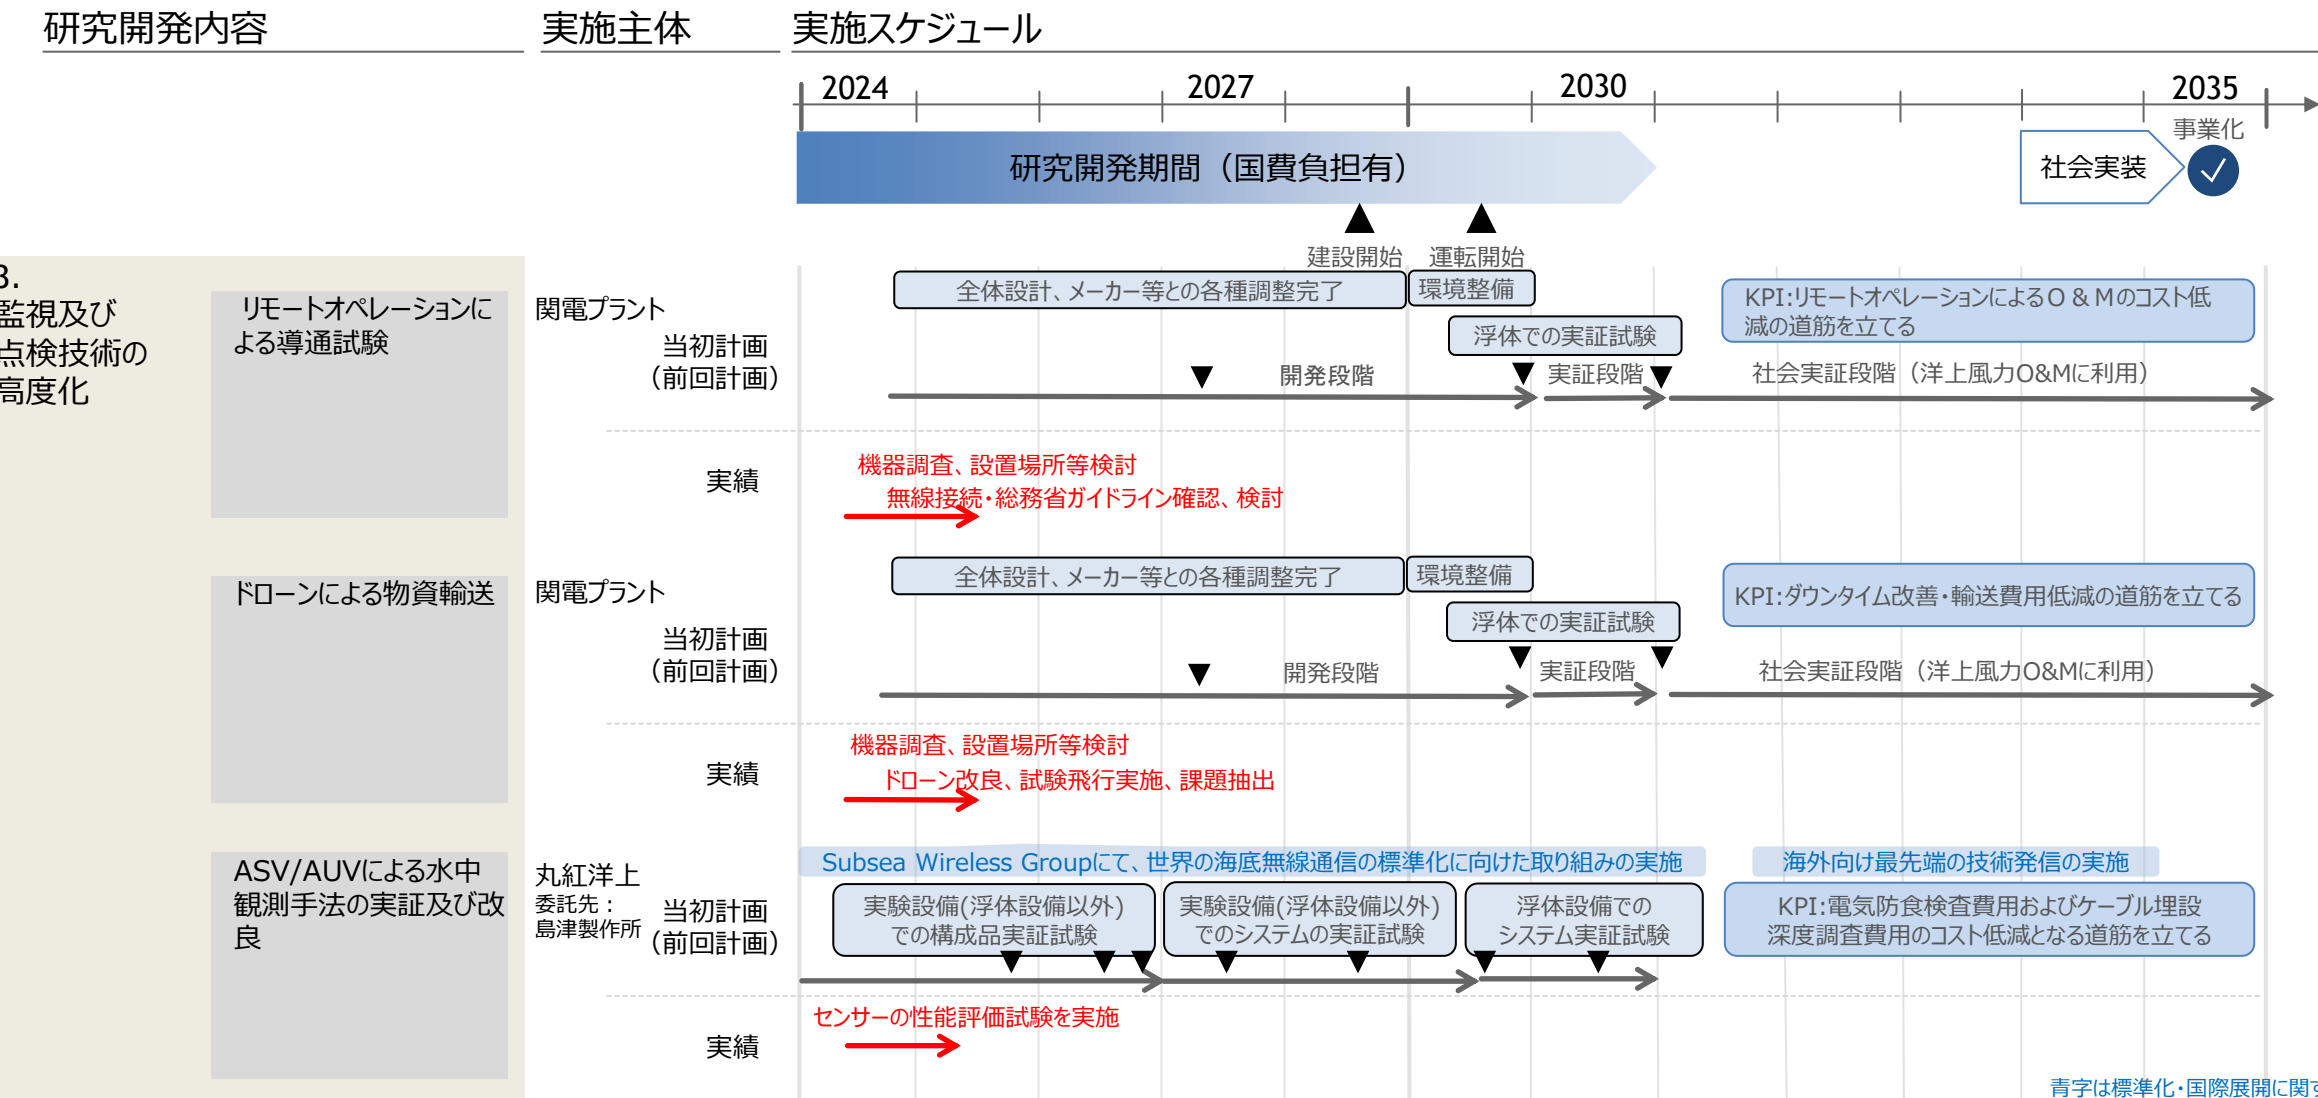 研究開発内容
実施主体
実施スケジュール
2024
2027
2030
2035
事業化
研究開発期間（国費負担有）
社会実装
建設開始
運転開始
3.
監視及び
点検技術の
高度化
リモートオペレーションに
よる導通試験
関電プラント
当初計画
（前回計画）
全体設計、メーカー等との各種調整完了
環境整備
浮体での実証試験
KPI:リモートオペレーションによるＯ＆Ｍのコスト低
減の道筋を立てる
開発段階
実証段階
社会実証段階（洋上風力O&Mに利用）
実績
機器調査、設置場所等検討
無線接続・総務省ガイドライン確認、検討
ドローンによる物資輸送
関電プラント
当初計画
（前回計画）
全体設計、メーカー等との各種調整完了
環境整備
浮体での実証試験
KPI:ダウンタイム改善・輸送費用低減の道筋を立てる
開発段階
実証段階
社会実証段階（洋上風力O&Mに利用）
実績
機器調査、設置場所等検討
ドローン改良、試験飛行実施、課題抽出
ASV/AUVによる水中
観測手法の実証及び改
良
丸紅洋上
委託先：
島津製作所
当初計画
（前回計画）
Subsea Wireless Groupにて、世界の海底無線通信の標準化に向けた取り組みの実施
海外向け最先端の技術発信の実施
実験設備(浮体設備以外)
での構成品実証試験
実験設備(浮体設備以外)
でのシステムの実証試験
浮体設備での
システム実証試験
KPI:電気防食検査費用およびケーブル埋設
深度調査費用のコスト低減となる道筋を立てる
実績
センサーの性能評価試験を実施
青字は標準化・国際展開に関す